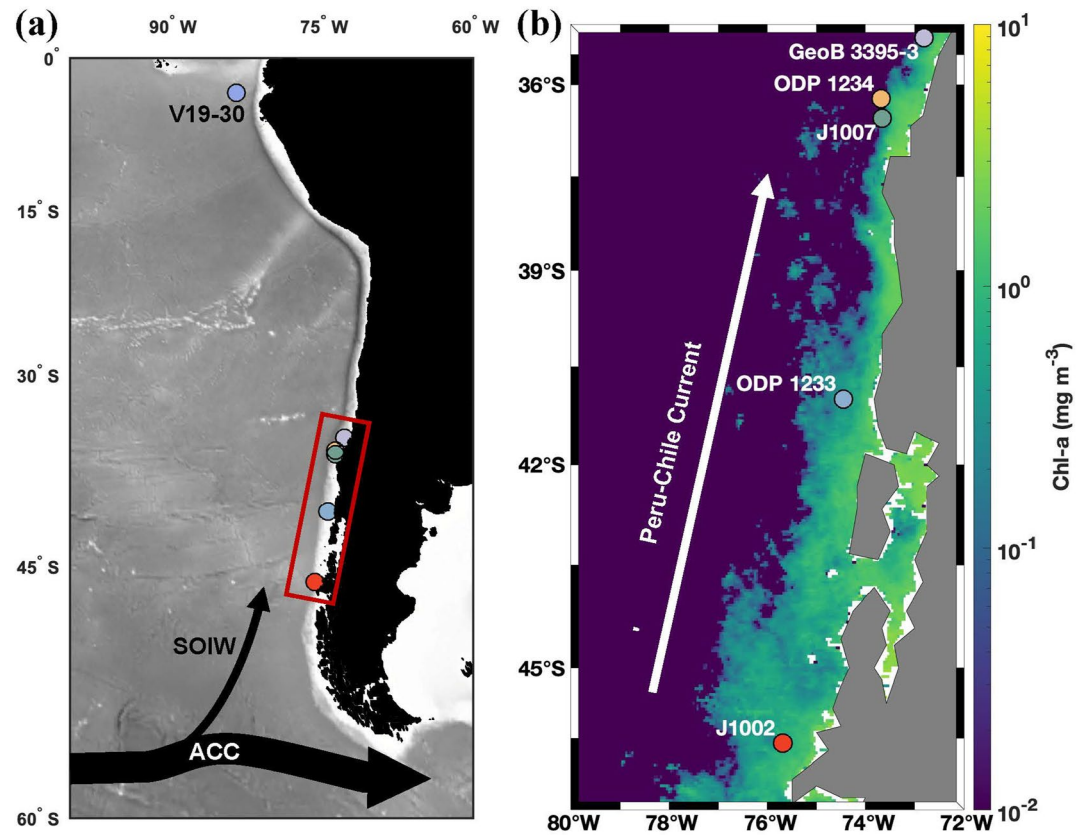 (a)
90° W
75° W
60° W
0°
15° S
30° S
45° S
60° S
V19-30
SOIW
ACC
(b)
36°S
39°S
42°S
45°S
80°W
78°W
76°W
74°W
72°W
GeoB 3395-3
ODP 1234
J1007
Peru-Chile Current
ODP 1233
J1002
10¹
10⁰
10⁻¹
10⁻²
Chl-a (mg m⁻³)